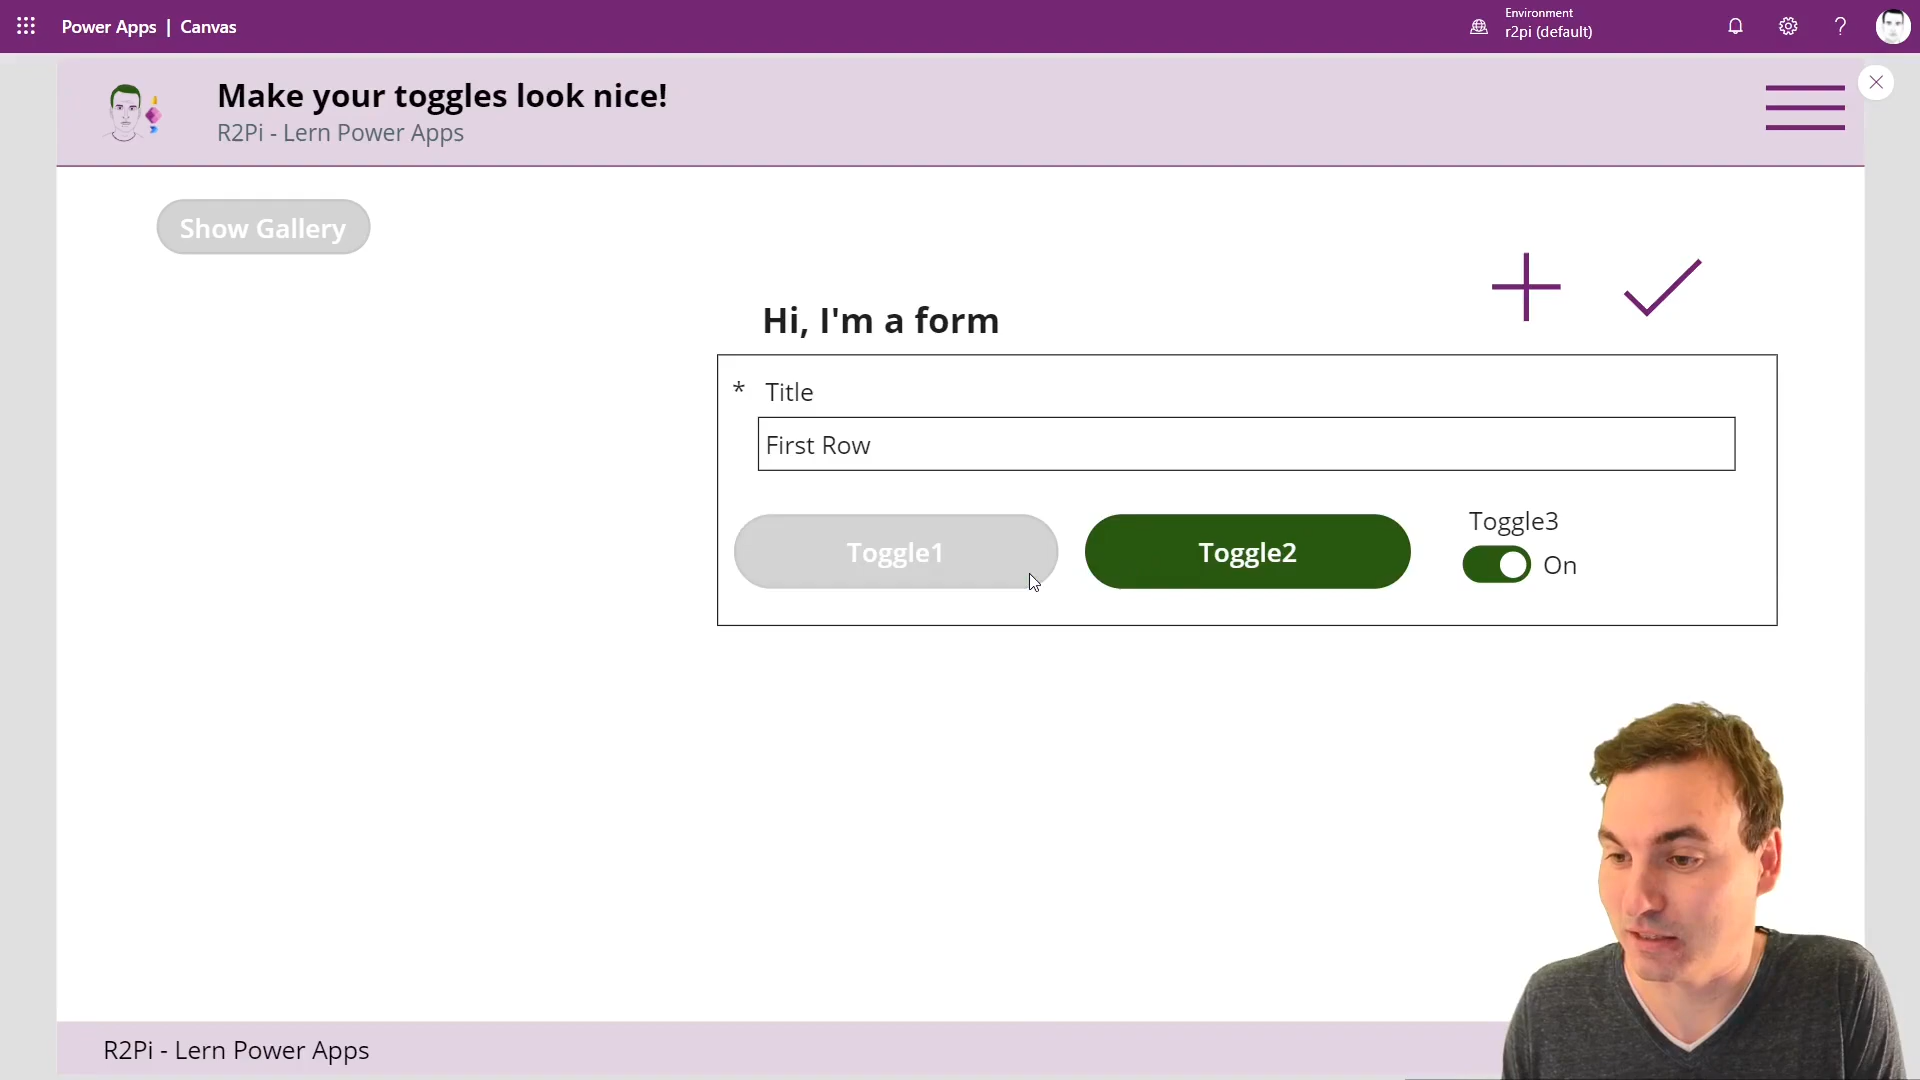 Power Apps | Canvas
Environment
r2pi (default)
Make your toggles look nice!
R2Pi - Lern Power Apps
Show Gallery
Hi, I'm a form
* Title
First Row
Toggle1
Toggle2
Toggle3
On
R2Pi - Lern Power Apps